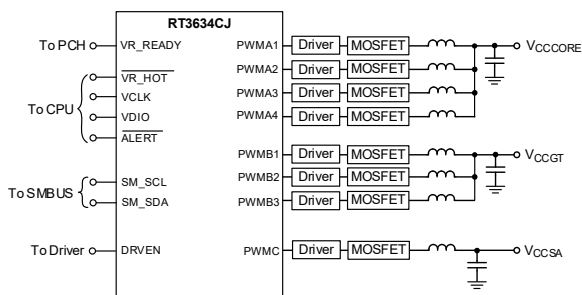 RT3634CJ
To PCH VR_READY PWMA1 Driver MOSFET VCCCORE
VR_HOT PWMA2 Driver MOSFET
To CPU VCLK PWMA3 Driver MOSFET
VDIO PWMA4 Driver MOSFET
ALERT
PWMB1 Driver MOSFET VCCGT
To SMBUS SM_SCL PWMB2 Driver MOSFET
SM_SDA PWMB3 Driver MOSFET
To Driver DRVEN PWMC Driver MOSFET VCCSA